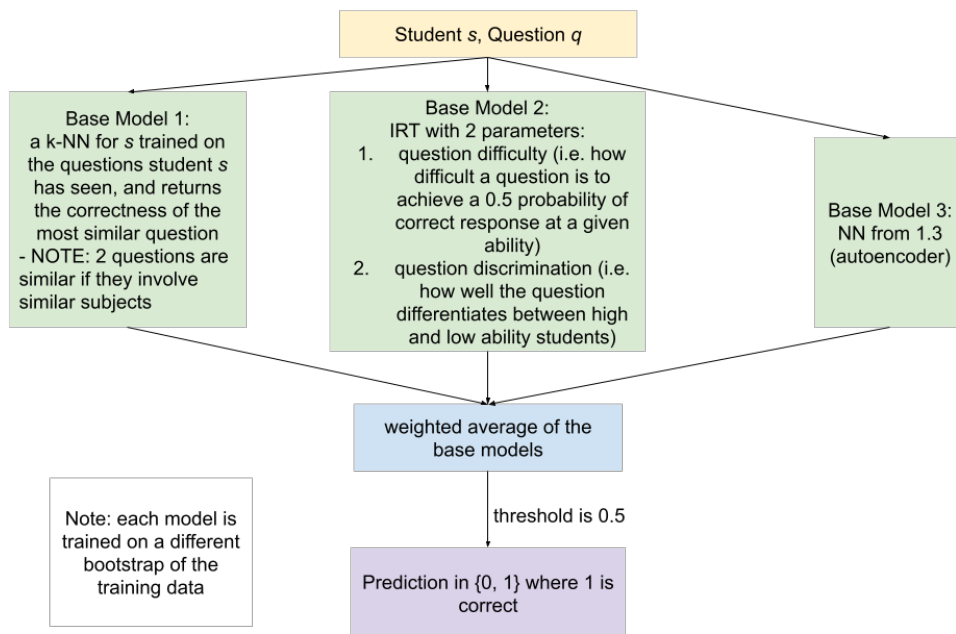 Student s, Question q
Base Model 1:
a k-NN for s trained on
the questions student s
has seen, and returns
the correctness of the
most similar question
- NOTE: 2 questions are
similar if they involve
similar subjects
Base Model 2:
IRT with 2 parameters:
1. question difficulty (i.e. how
difficult a question is to
achieve a 0.5 probability of
correct response at a given
ability)
2. question discrimination (i.e.
how well the question
differentiates between high
and low ability students)
Base Model 3:
NN from 1.3
(autoencoder)
weighted average of the
base models
threshold is 0.5
Note: each model is
trained on a different
bootstrap of the
training data
Prediction in {0, 1} where 1 is
correct